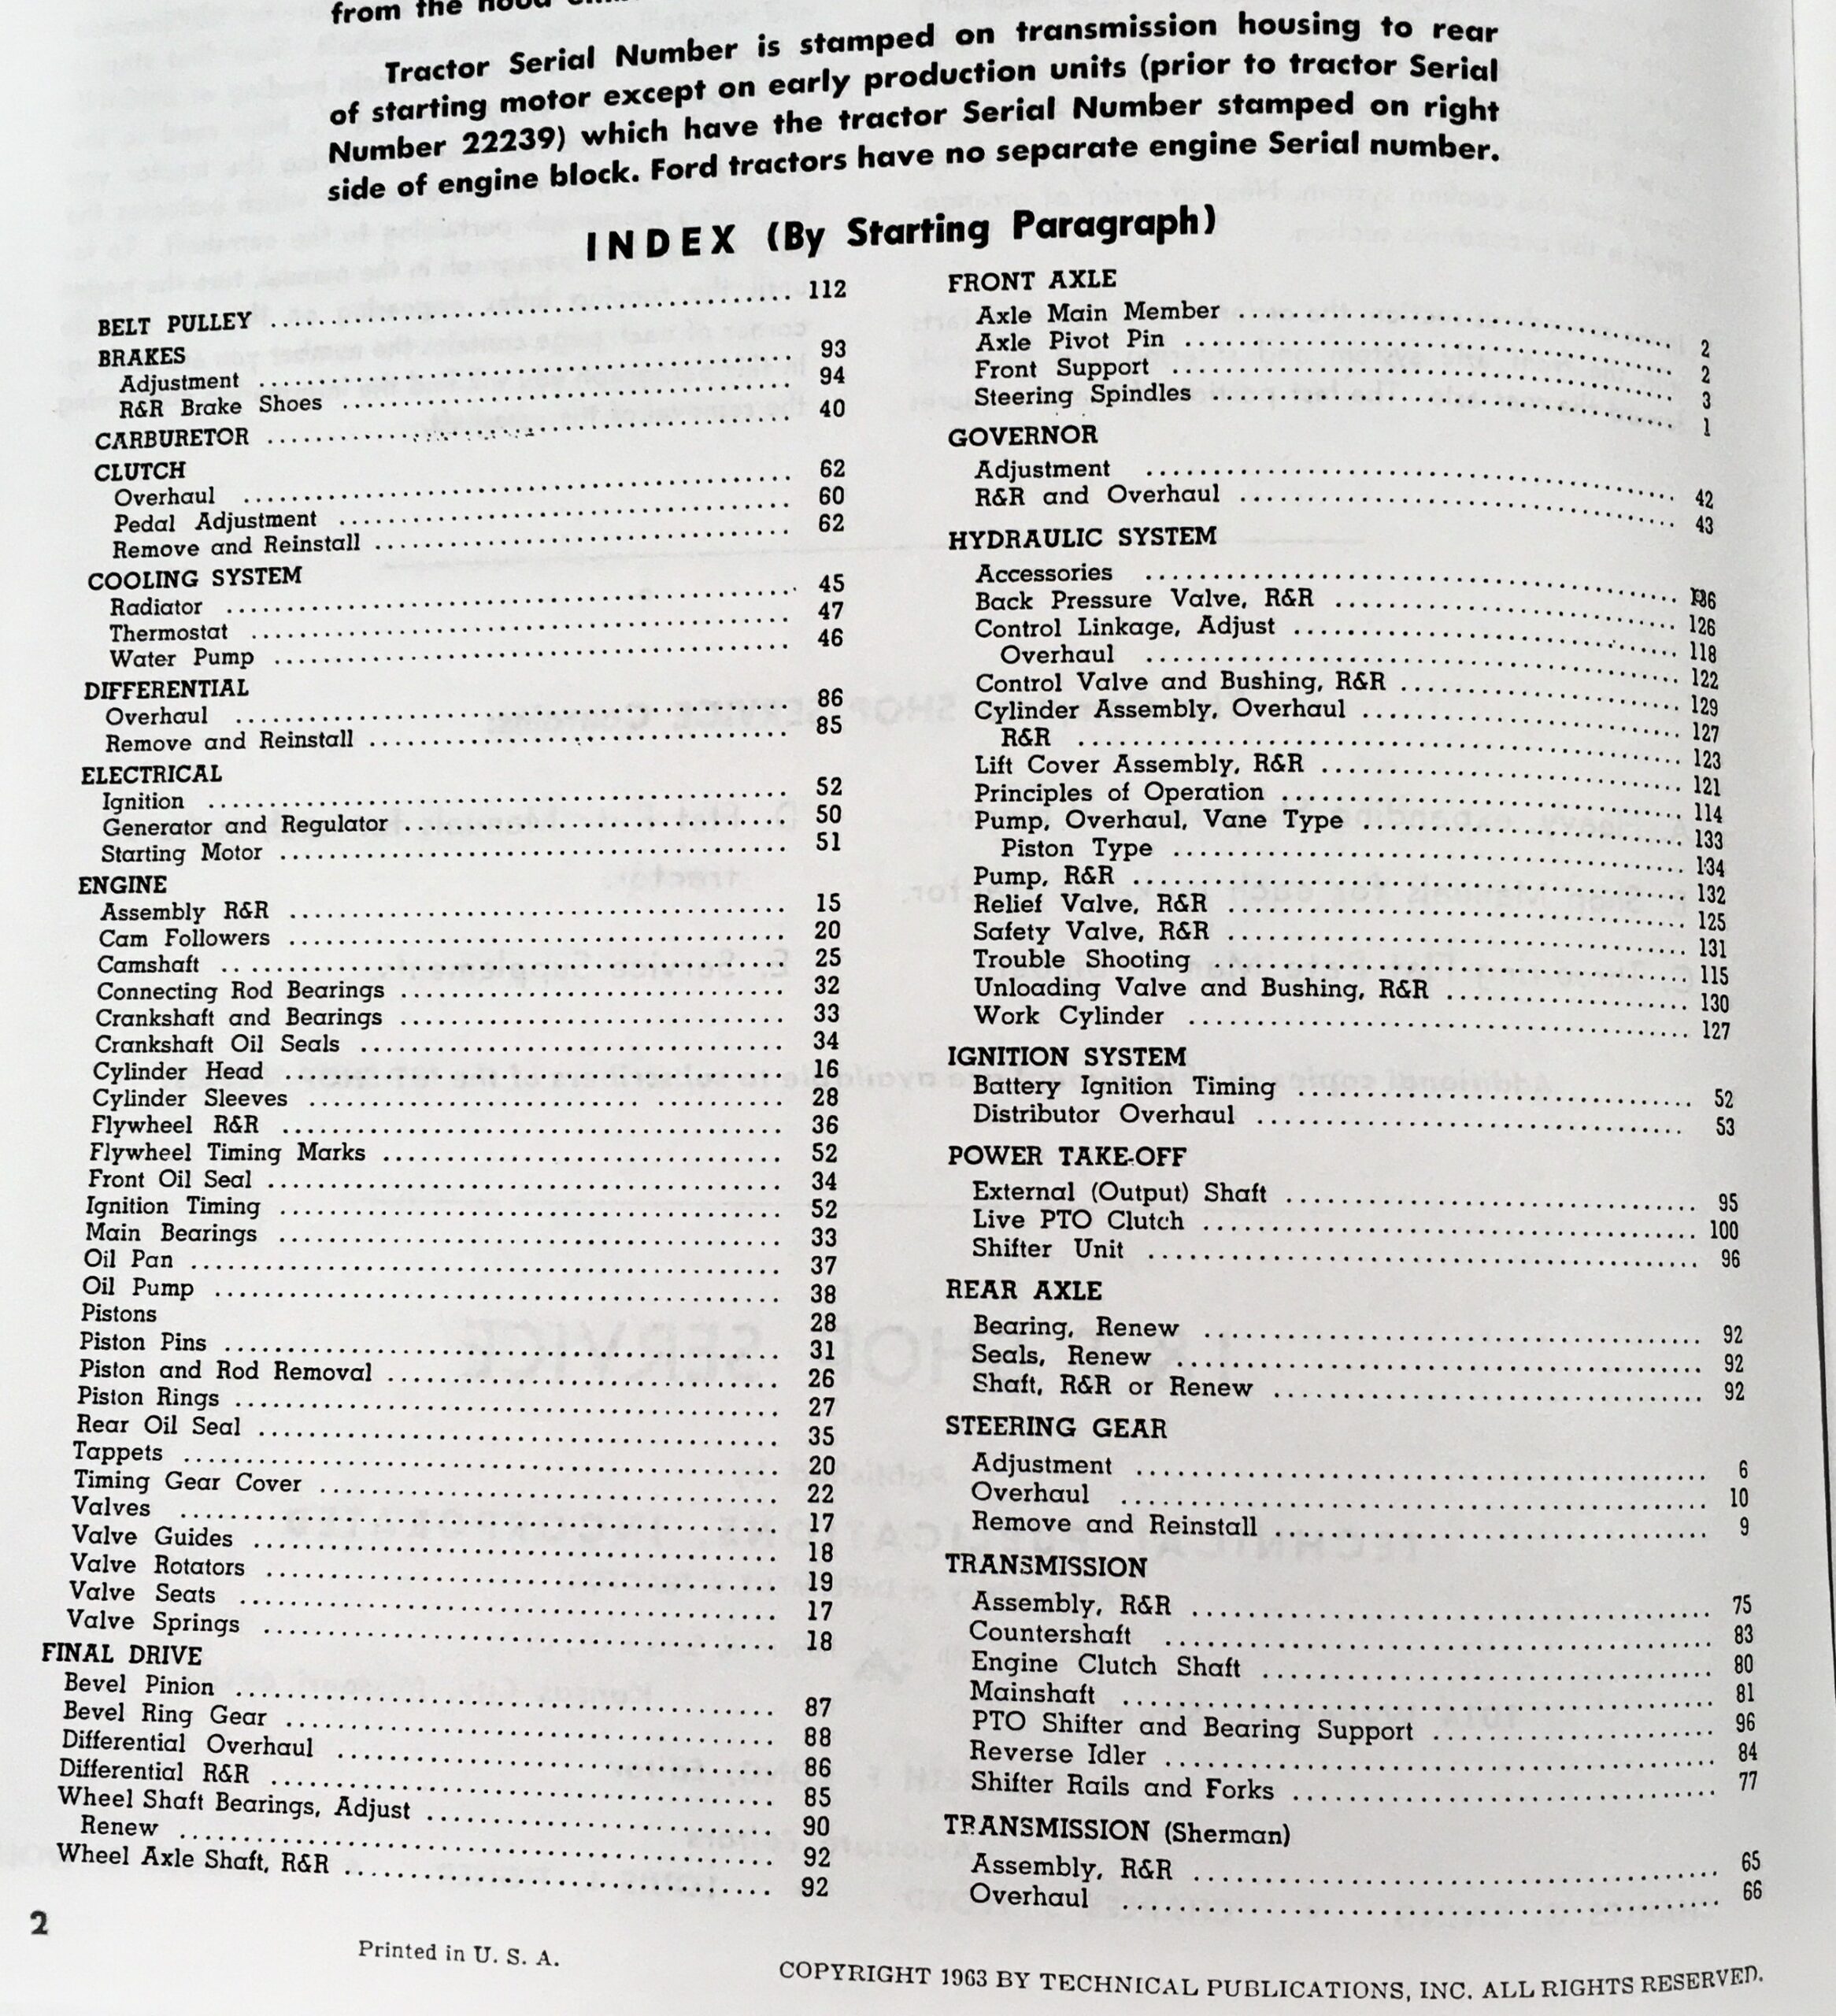 from the hood
Tractor Serial Number is stamped on transmission housing to rear
of starting motor except on early production units (prior to tractor Serial
Number 22239) which have the tractor Serial Number stamped on right
side of engine block. Ford tractors have no separate engine Serial number.
INDEX (By Starting Paragraph)
BELT PULLEY 112
BRAKES
Adjustment 93
R&R Brake Shoes 94
CARBURETOR 40
CLUTCH
Overhaul 62
Pedal Adjustment 60
Remove and Reinstall 62
COOLING SYSTEM
Radiator 45
Thermostat 47
Water Pump 46
DIFFERENTIAL
Overhaul 86
Remove and Reinstall 85
ELECTRICAL
Ignition 52
Generator and Regulator 50
Starting Motor 51
ENGINE
Assembly R&R 15
Cam Followers 20
Camshaft 25
Connecting Rod Bearings 32
Crankshaft and Bearings 33
Crankshaft Oil Seals 34
Cylinder Head 16
Cylinder Sleeves 28
Flywheel R&R 36
Flywheel Timing Marks 52
Front Oil Seal 34
Ignition Timing 52
Main Bearings 33
Oil Pan 37
Oil Pump 38
Pistons 28
Piston Pins 31
Piston and Rod Removal 26
Piston Rings 27
Rear Oil Seal 35
Tappets 20
Timing Gear Cover 22
Valves 17
Valve Guides 18
Valve Rotators 19
Valve Seats 17
Valve Springs 18
FINAL DRIVE
Bevel Pinion 87
Bevel Ring Gear 88
Differential Overhaul 86
Differential R&R 85
Wheel Shaft Bearings, Adjust 90
Renew 92
Wheel Axle Shaft, R&R 92
FRONT AXLE
Axle Main Member 2
Axle Pivot Pin 2
Front Support 3
Steering Spindles 1
GOVERNOR
Adjustment 42
R&R and Overhaul 43
HYDRAULIC SYSTEM
Accessories
Back Pressure Valve, R&R 126
Control Linkage, Adjust 118
Overhaul 122
Control Valve and Bushing, R&R 129
Cylinder Assembly, Overhaul 127
R&R 123
Lift Cover Assembly, R&R 121
Principles of Operation 114
Pump, Overhaul, Vane Type 133
Piston Type 134
Pump, R&R 132
Relief Valve, R&R 125
Safety Valve, R&R 131
Trouble Shooting 115
Unloading Valve and Bushing, R&R 130
Work Cylinder 127
IGNITION SYSTEM
Battery Ignition Timing 52
Distributor Overhaul 53
POWER TAKE-OFF
External (Output) Shaft 95
Live PTO Clutch 100
Shifter Unit 96
REAR AXLE
Bearing, Renew 92
Seals, Renew 92
Shaft, R&R or Renew 92
STEERING GEAR
Adjustment 6
Overhaul 10
Remove and Reinstall 9
TRANSMISSION
Assembly, R&R 75
Countershaft 83
Engine Clutch Shaft 80
Mainshaft 81
PTO Shifter and Bearing Support 96
Reverse Idler 84
Shifter Rails and Forks 77
TRANSMISSION (Sherman)
Assembly, R&R 65
Overhaul 66
2
Printed in U. S. A.
COPYRIGHT 1963 BY TECHNICAL PUBLICATIONS, INC. ALL RIGHTS RESERVED.